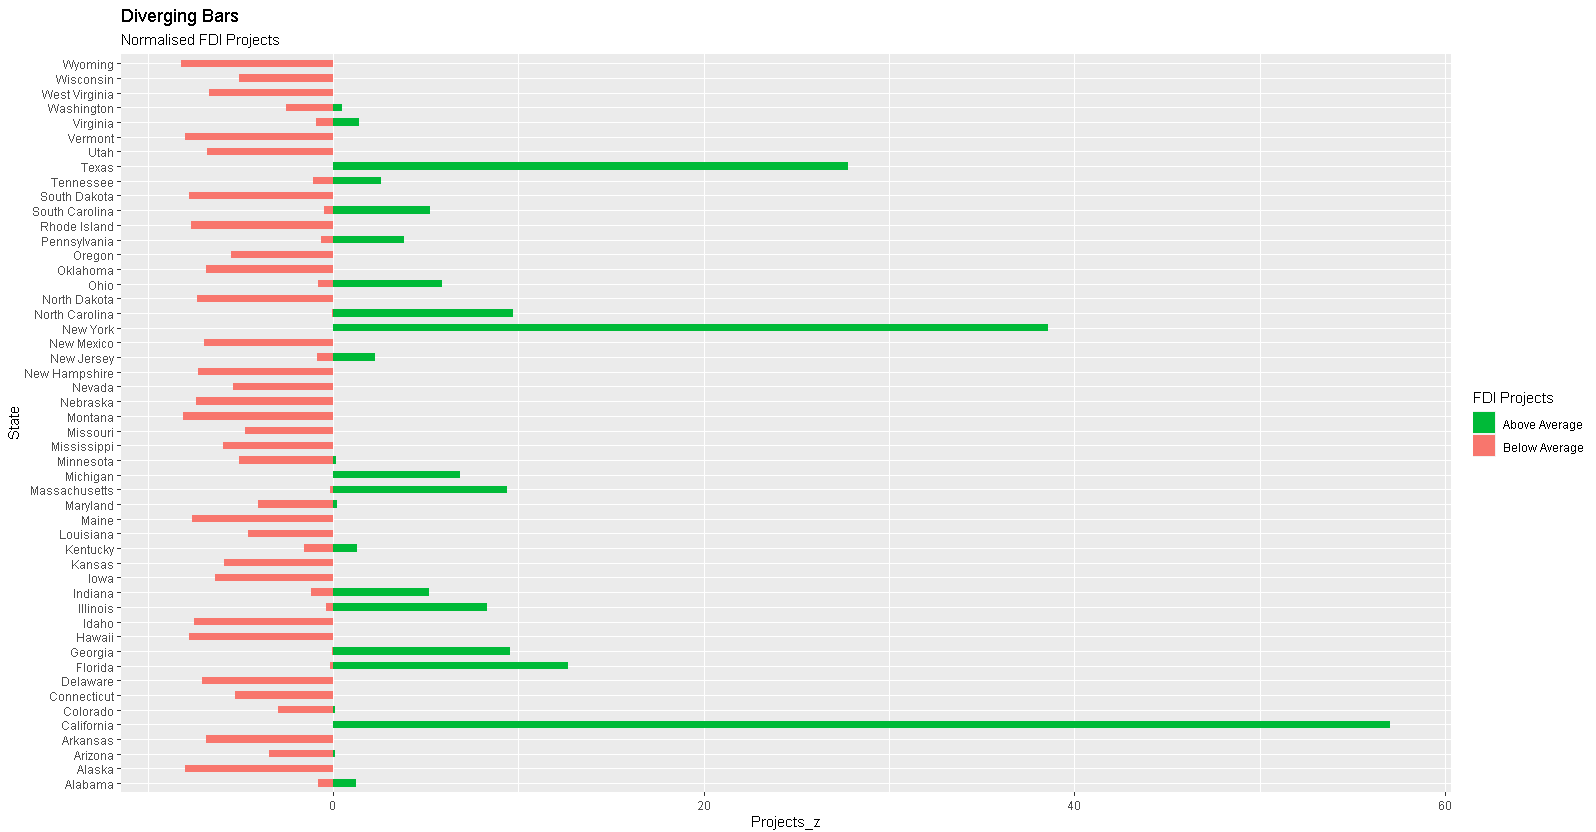 Diverging Bars
Normalised FDI Projects
Wyoming
Wisconsin
West Virginia
Washington
Virginia
Vermont
Utah
Texas
Tennessee
South Dakota
South Carolina
Rhode Island
Pennsylvania
Oregon
Oklahoma
Ohio
North Dakota
North Carolina
New York
New Mexico
New Jersey
New Hampshire
Nevada
Nebraska
Montana
Missouri
Mississippi
Minnesota
Michigan
Massachusetts
Maryland
Maine
Louisiana
Kentucky
Kansas
Iowa
Indiana
Illinois
Idaho
Hawaii
Georgia
Florida
Delaware
Connecticut
Colorado
California
Arkansas
Arizona
Alaska
Alabama
State
0 20 40 60
Projects_z
FDI Projects
Above Average
Below Average